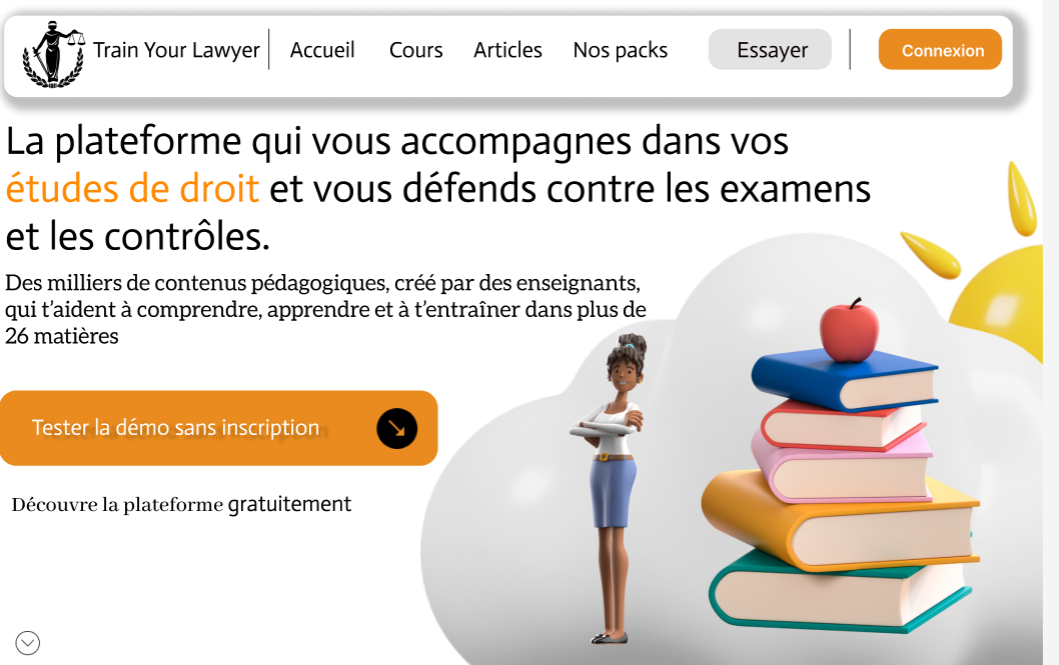 Train Your Lawyer Accueil Cours Articles Nos packs Essayer Connexion
La plateforme qui vous accompagnes dans vos
études de droit et vous défends contre les examens
et les contrôles.
Des milliers de contenus pédagogiques, créé par des enseignants,
qui t'aident à comprendre, apprendre et à t'entraîner dans plus de
26 matières
Tester la démo sans inscription
Découvre la plateforme gratuitement